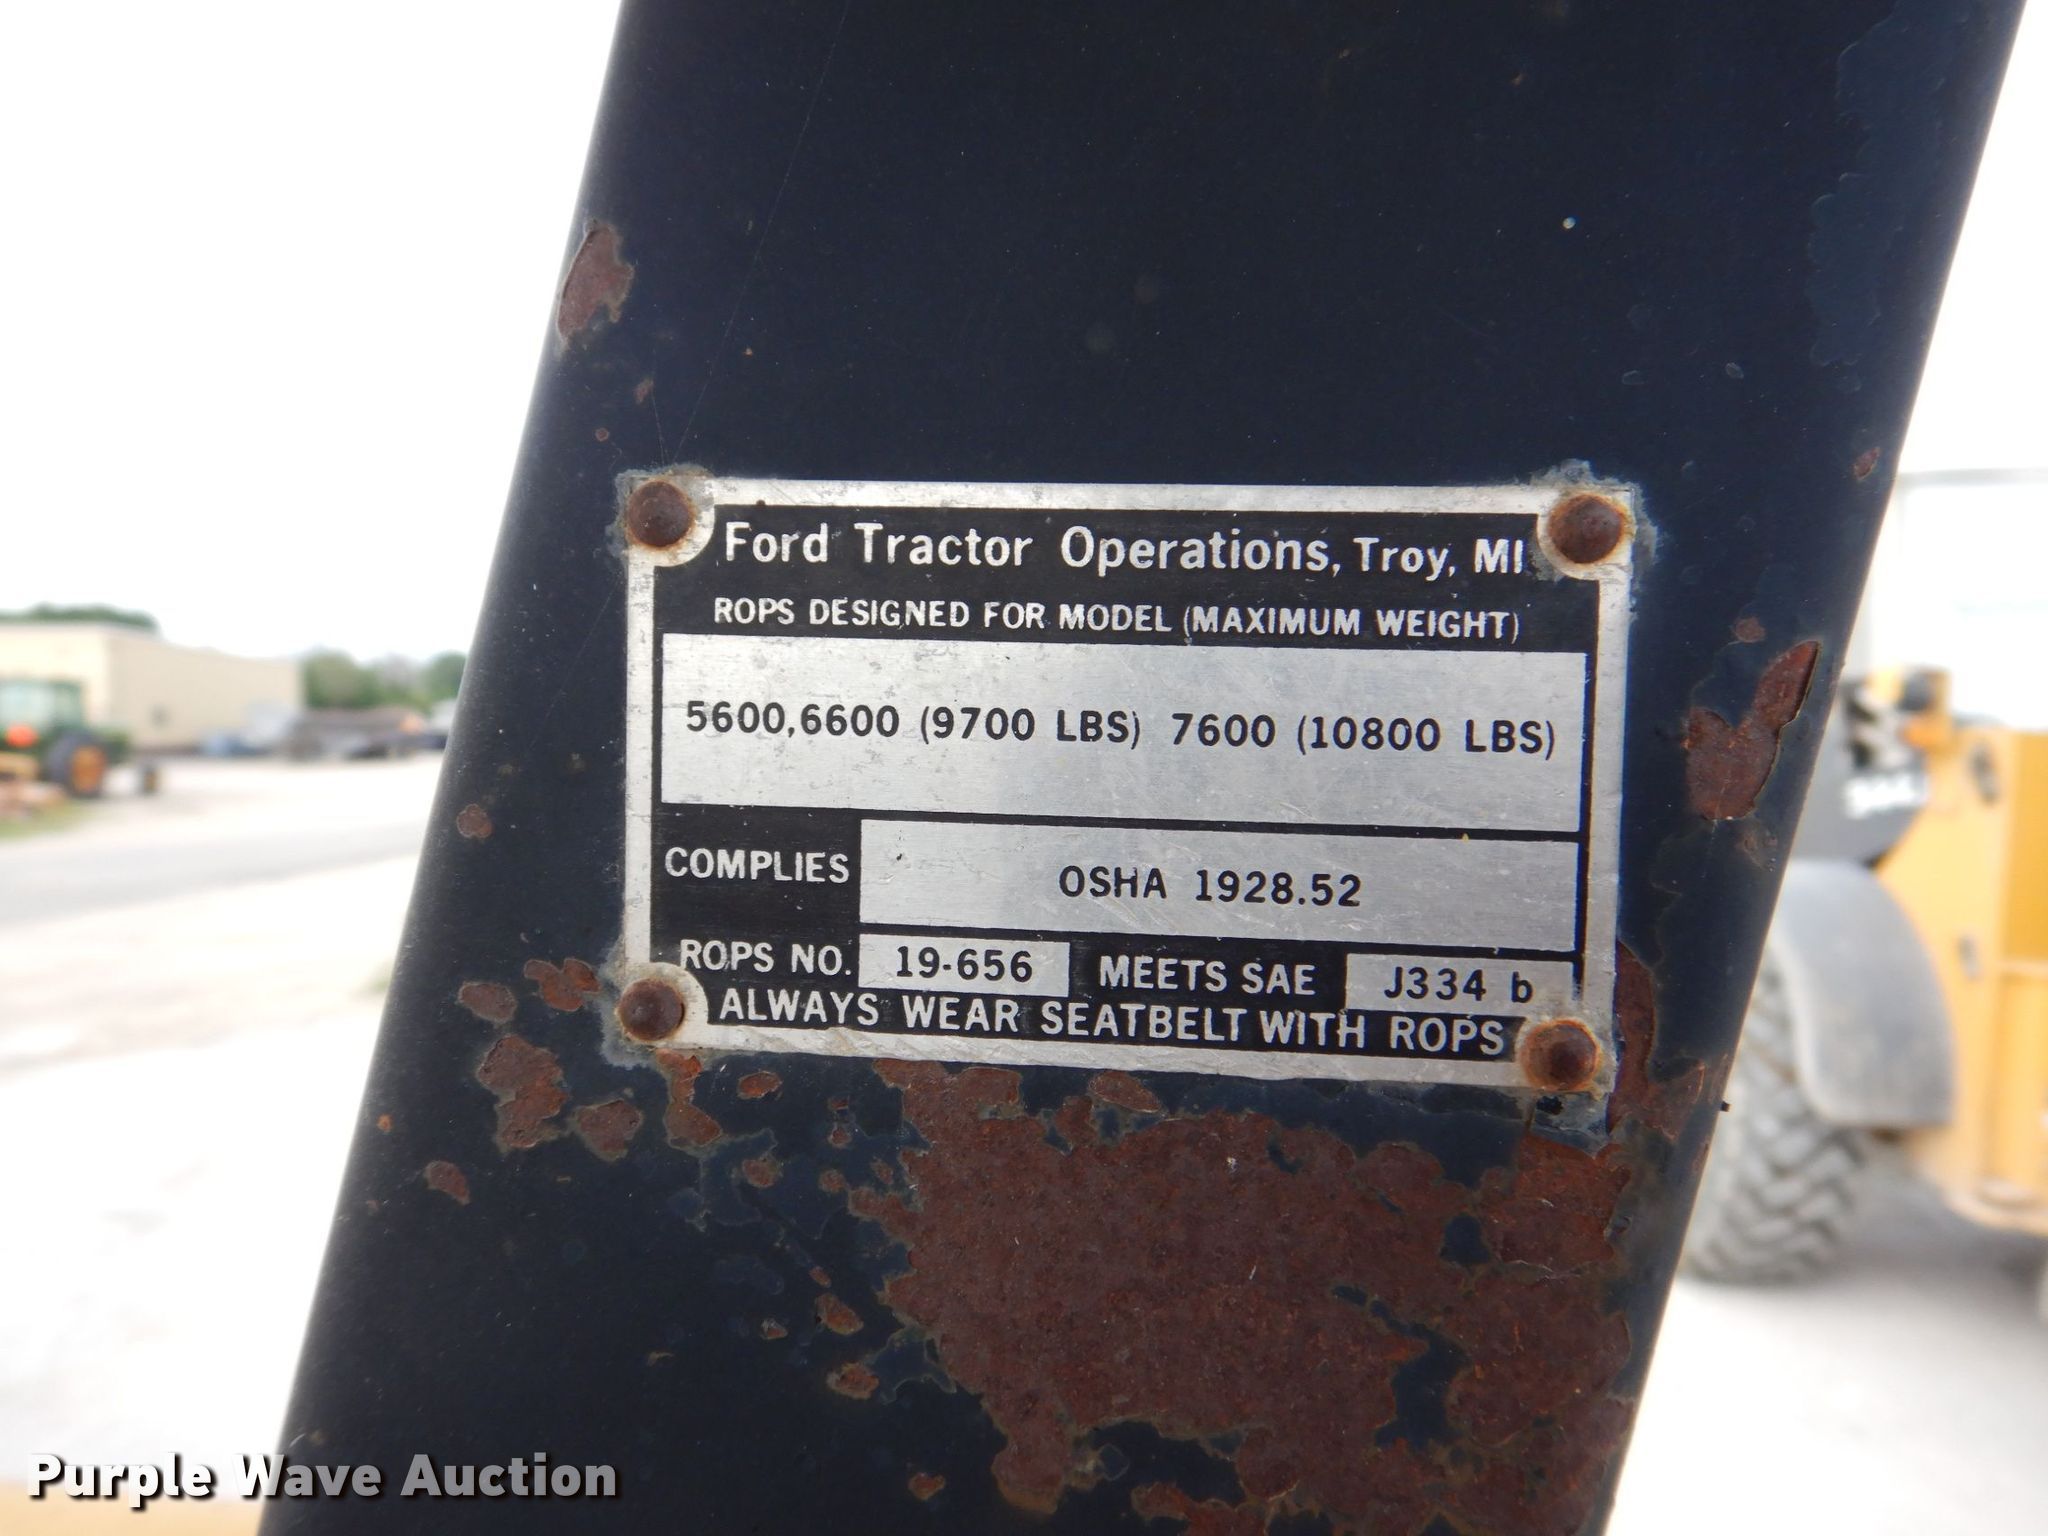 Ford Tractor Operations, Troy, MI
ROPS DESIGNED FOR MODEL (MAXIMUM WEIGHT)
5600,6600 (9700 LBS) 7600 (10800 LBS)
COMPLIES OSHA 1928.52
ROPS NO. 19-656 MEETS SAE J334 b
ALWAYS WEAR SEATBELT WITH ROPS
Purple Wave Auction